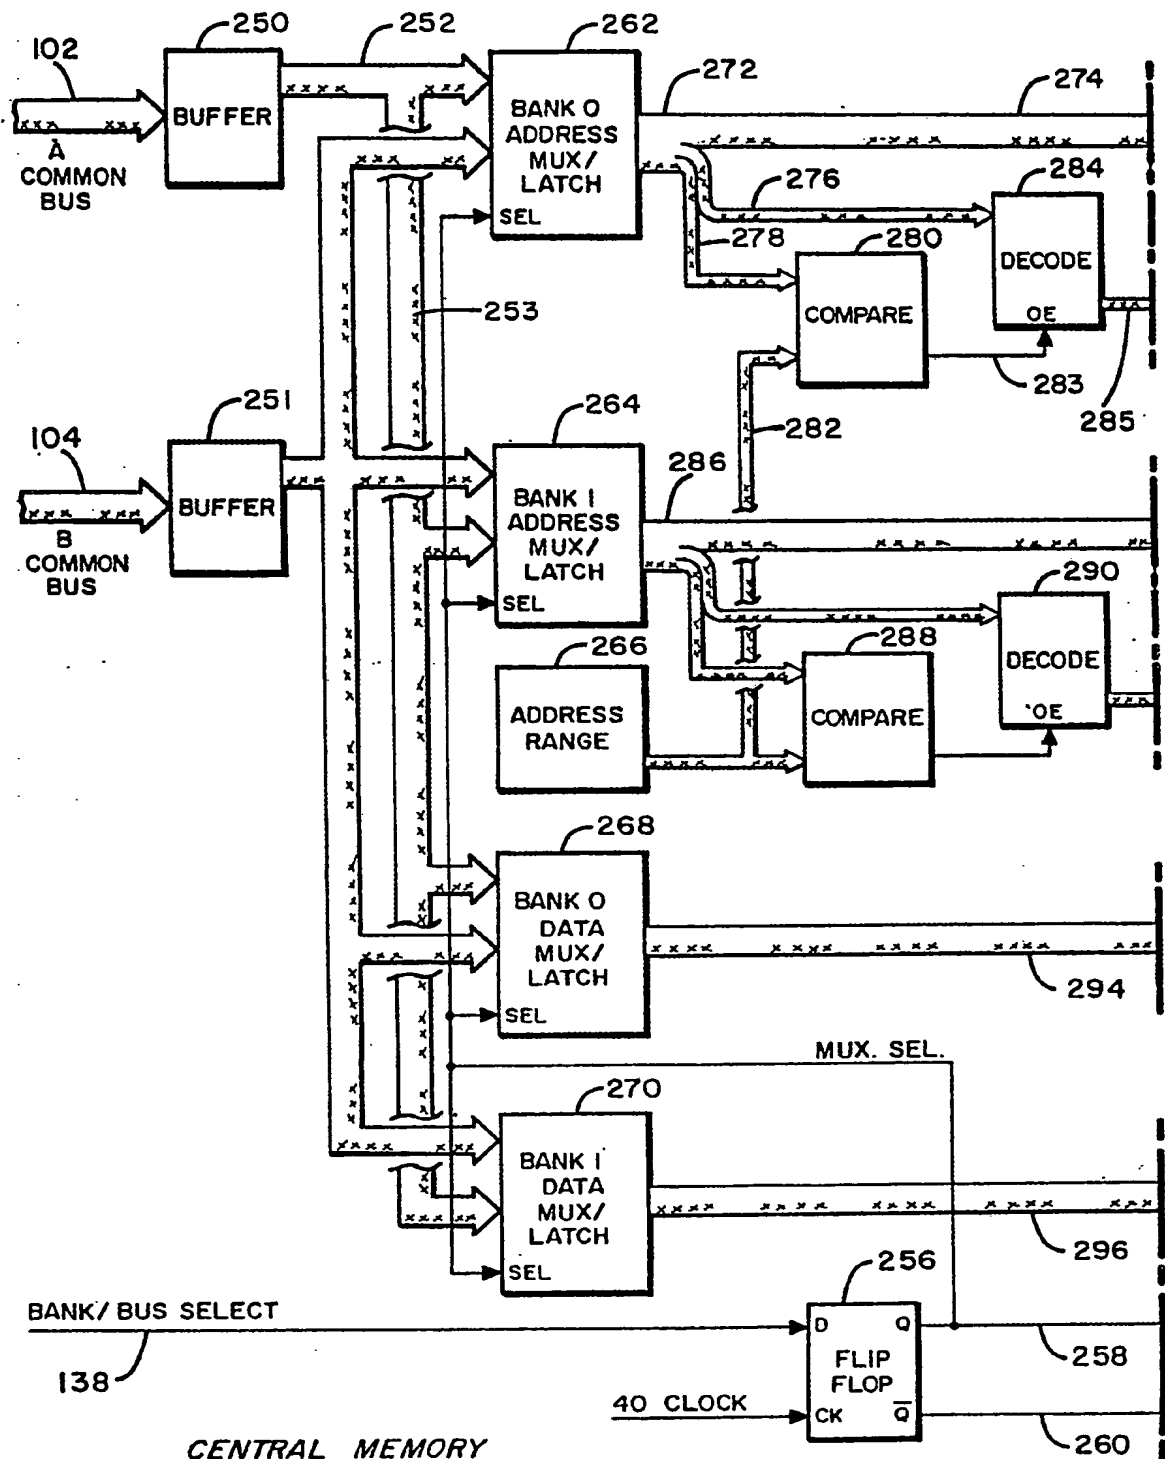 250
252
262
102
272
274
BUFFER
BANK 0
ADDRESS
MUX/
LATCH
A
COMMON
BUS
276
284
SEL
278
280
DECODE
253
COMPARE
OE
283
285
251
264
282
104
286
BUFFER
BANK 1
ADDRESS
MUX/
LATCH
B
COMMON
BUS
290
SEL
266
288
DECODE
ADDRESS
RANGE
COMPARE
OE
268
BANK 0
DATA
MUX/
LATCH
294
SEL
MUX. SEL.
270
BANK 1
DATA
MUX/
LATCH
296
256
SEL
BANK/BUS SELECT
D
Q
258
FLIP
FLOP
138
40 CLOCK
CK
Q̅
260
CENTRAL MEMORY